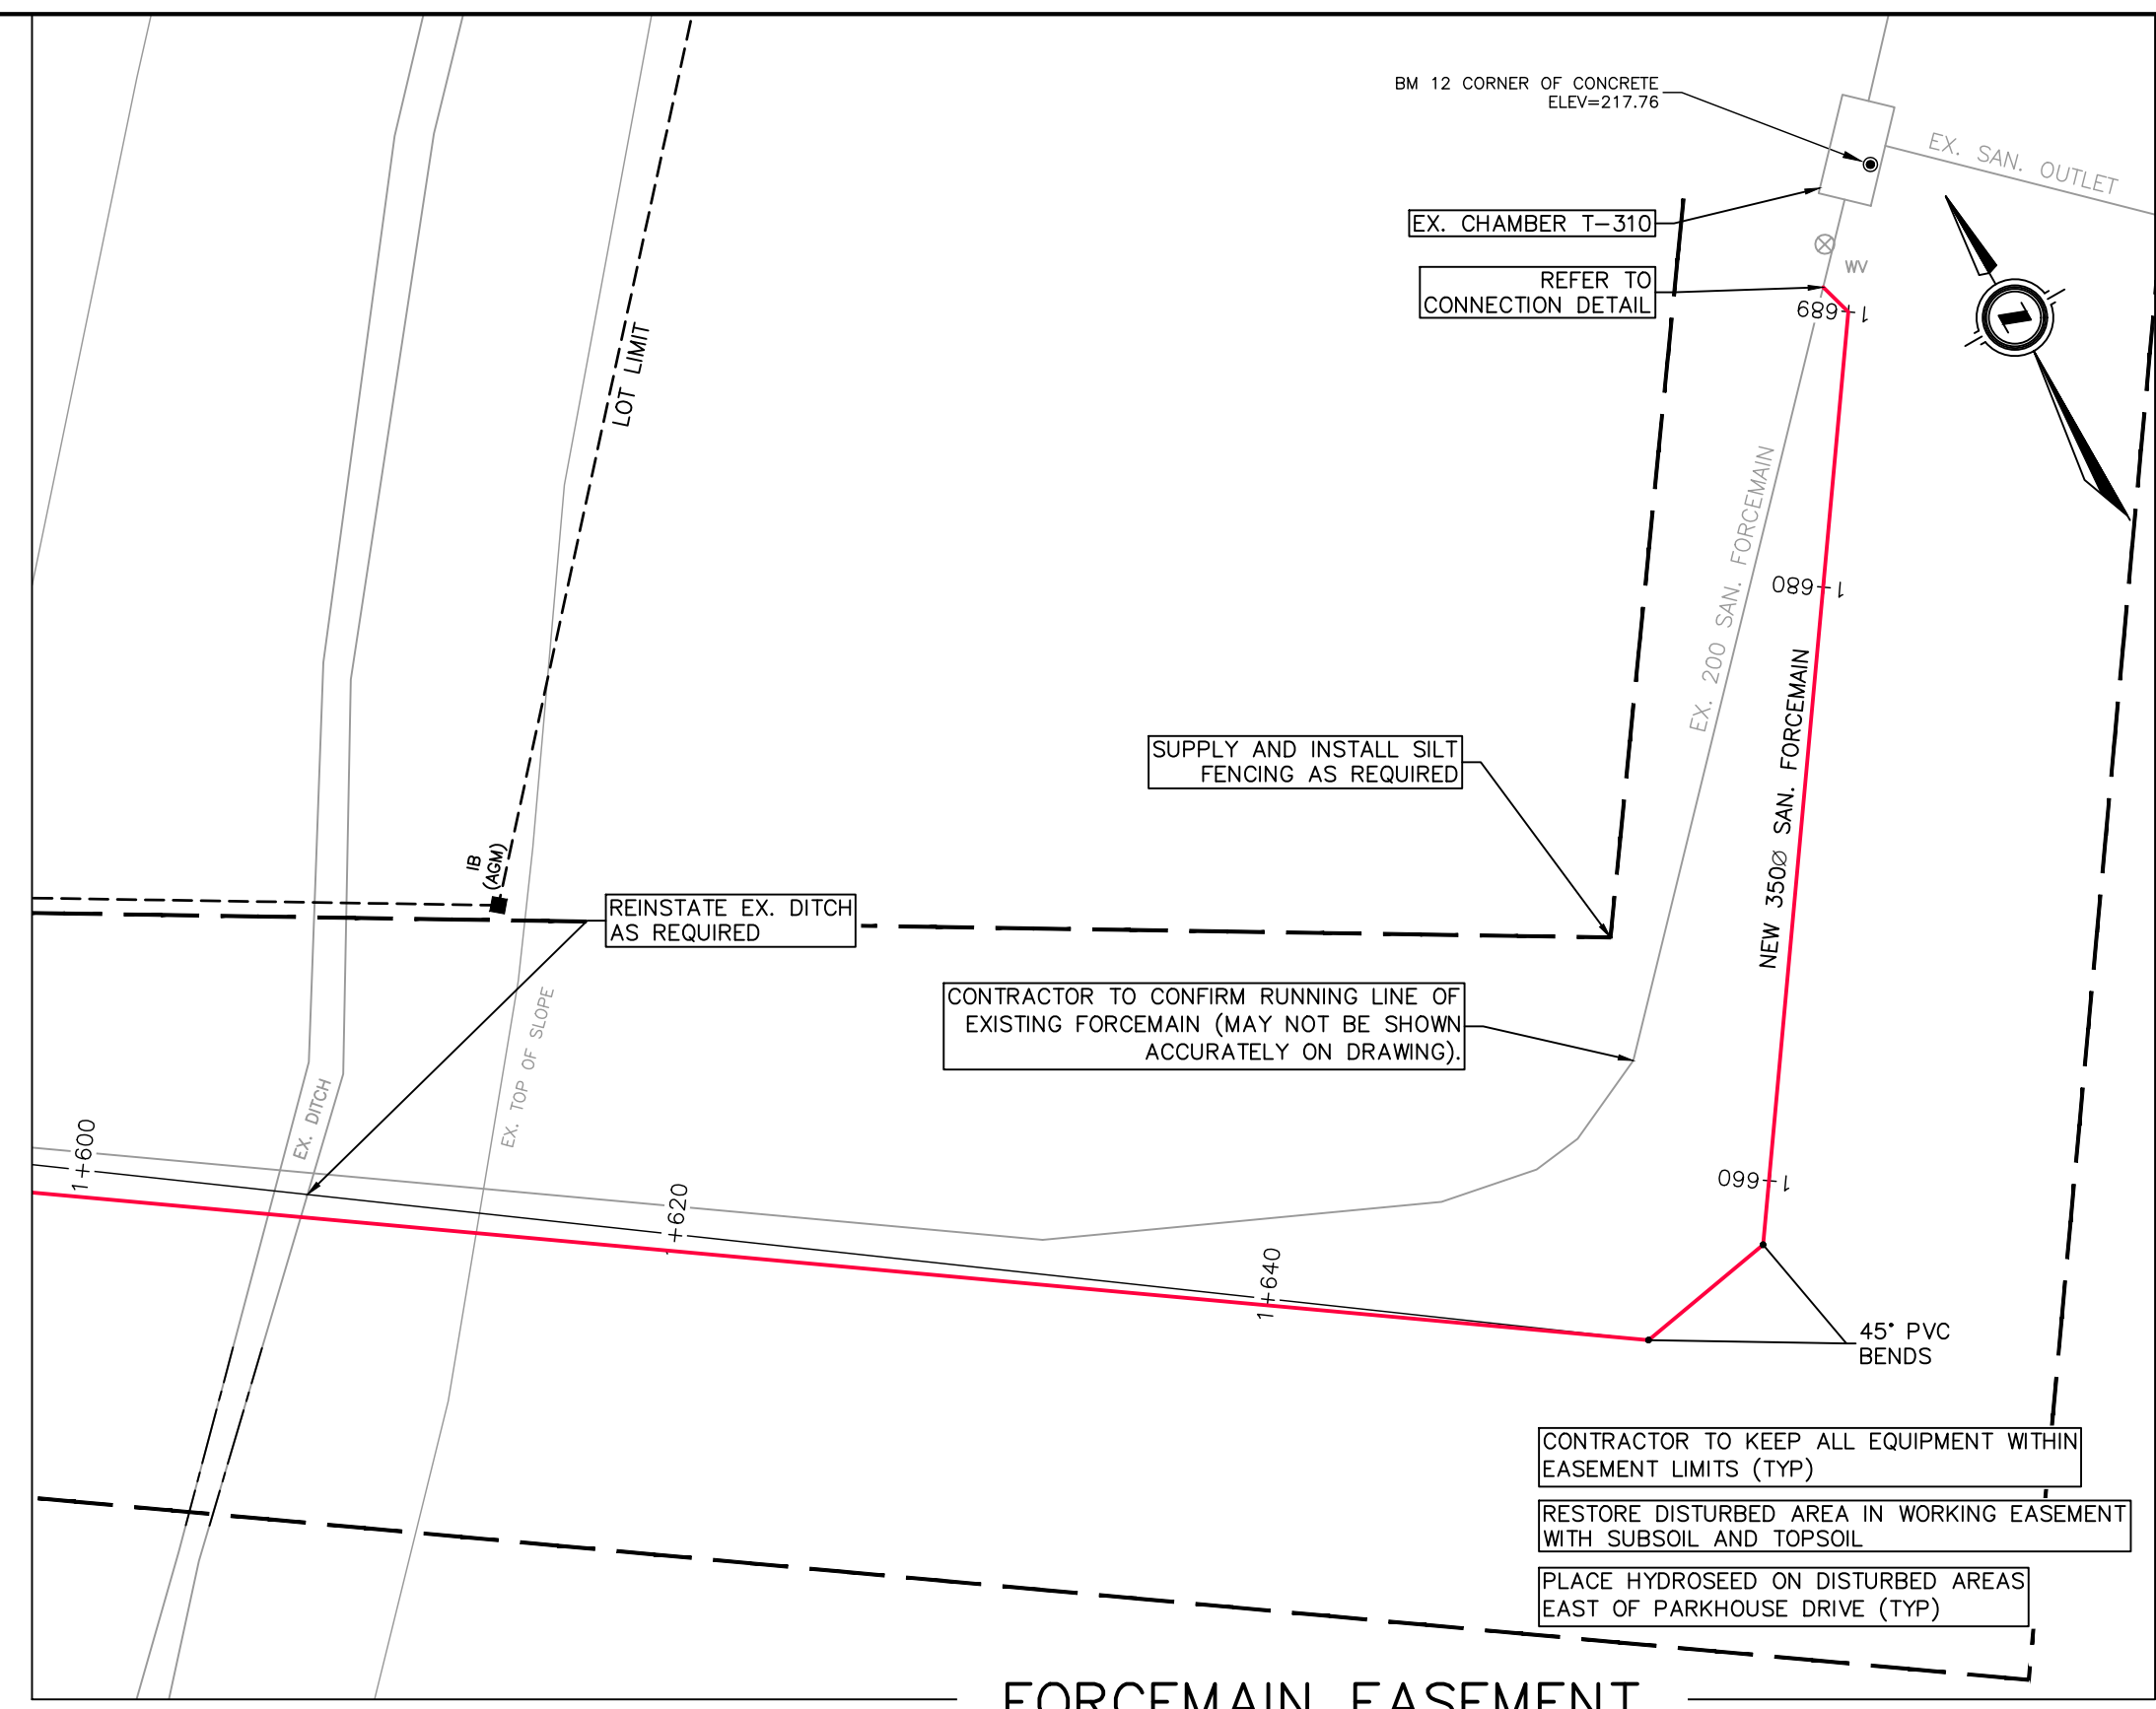 BM 12 CORNER OF CONCRETE
ELEV=217.76
EX. SAN. OUTLET
EX. CHAMBER T-310
WV
REFER TO
CONNECTION DETAIL
1+689
LOT LIMIT
EX. 200 SAN. FORCEMAIN
1+680
NEW 350Ø SAN. FORCEMAIN
SUPPLY AND INSTALL SILT
FENCING AS REQUIRED
IB
(AGM)
REINSTATE EX. DITCH
AS REQUIRED
CONTRACTOR TO CONFIRM RUNNING LINE OF
EXISTING FORCEMAIN (MAY NOT BE SHOWN
ACCURATELY ON DRAWING).
EX. TOP OF SLOPE
EX. DITCH
1+600
1+620
1+640
1+660
45° PVC
BENDS
CONTRACTOR TO KEEP ALL EQUIPMENT WITHIN
EASEMENT LIMITS (TYP)
RESTORE DISTURBED AREA IN WORKING EASEMENT
WITH SUBSOIL AND TOPSOIL
PLACE HYDROSEED ON DISTURBED AREAS
EAST OF PARKHOUSE DRIVE (TYP)
FORCEMAIN EASEMENT